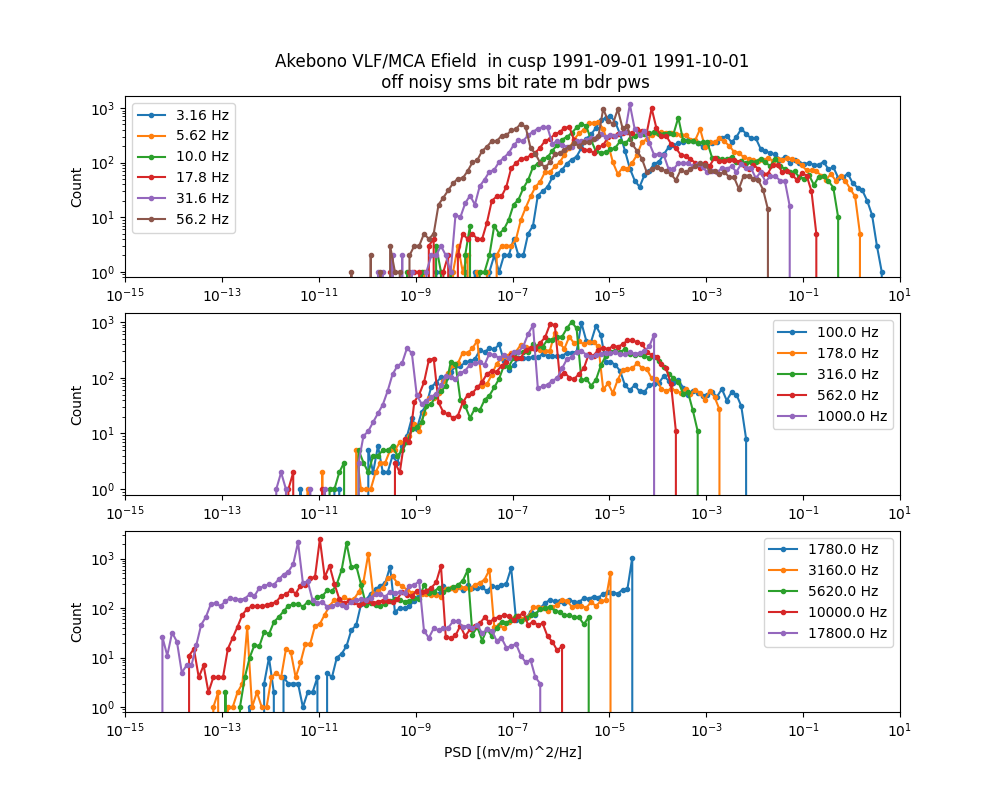 Akebono VLF/MCA Efield  in cusp 1991-09-01 1991-10-01
off noisy sms bit rate m bdr pws
10^3
10^2
10^1
10^0
Count
3.16 Hz
5.62 Hz
10.0 Hz
17.8 Hz
31.6 Hz
56.2 Hz
10^-15 10^-13 10^-11 10^-9 10^-7 10^-5 10^-3 10^-1 10^1
10^3
10^2
10^1
10^0
Count
100.0 Hz
178.0 Hz
316.0 Hz
562.0 Hz
1000.0 Hz
10^-15 10^-13 10^-11 10^-9 10^-7 10^-5 10^-3 10^-1 10^1
10^3
10^2
10^1
10^0
Count
1780.0 Hz
3160.0 Hz
5620.0 Hz
10000.0 Hz
17800.0 Hz
10^-15 10^-13 10^-11 10^-9 10^-7 10^-5 10^-3 10^-1 10^1
PSD [(mV/m)^2/Hz]